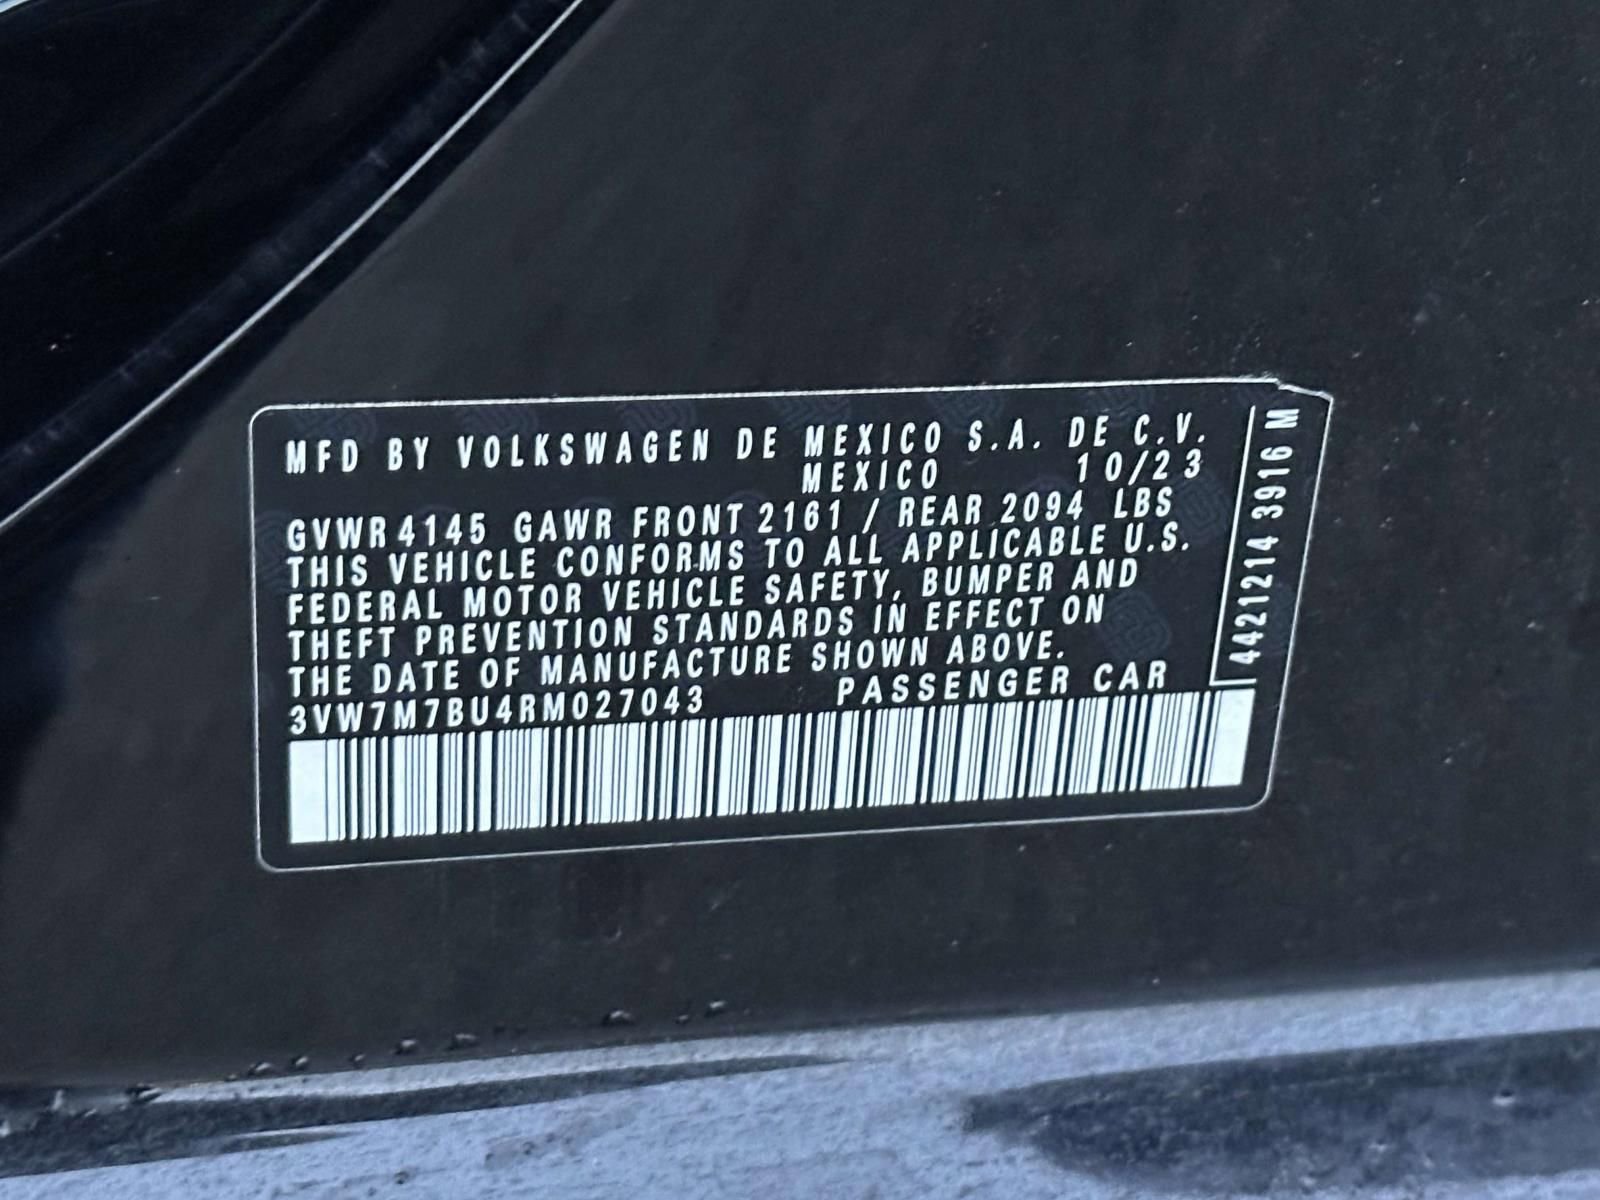 MFD BY VOLKSWAGEN DE MEXICO S.A. DE C.V.
MEXICO 10/23
GVWR 4145 GAWR FRONT 2161 / REAR 2094 LBS
THIS VEHICLE CONFORMS TO ALL APPLICABLE U.S.
FEDERAL MOTOR VEHICLE SAFETY, BUMPER AND
THEFT PREVENTION STANDARDS IN EFFECT ON
THE DATE OF MANUFACTURE SHOWN ABOVE.
3VW7M7BU4RM027043 PASSENGER CAR
4421214 3916 M